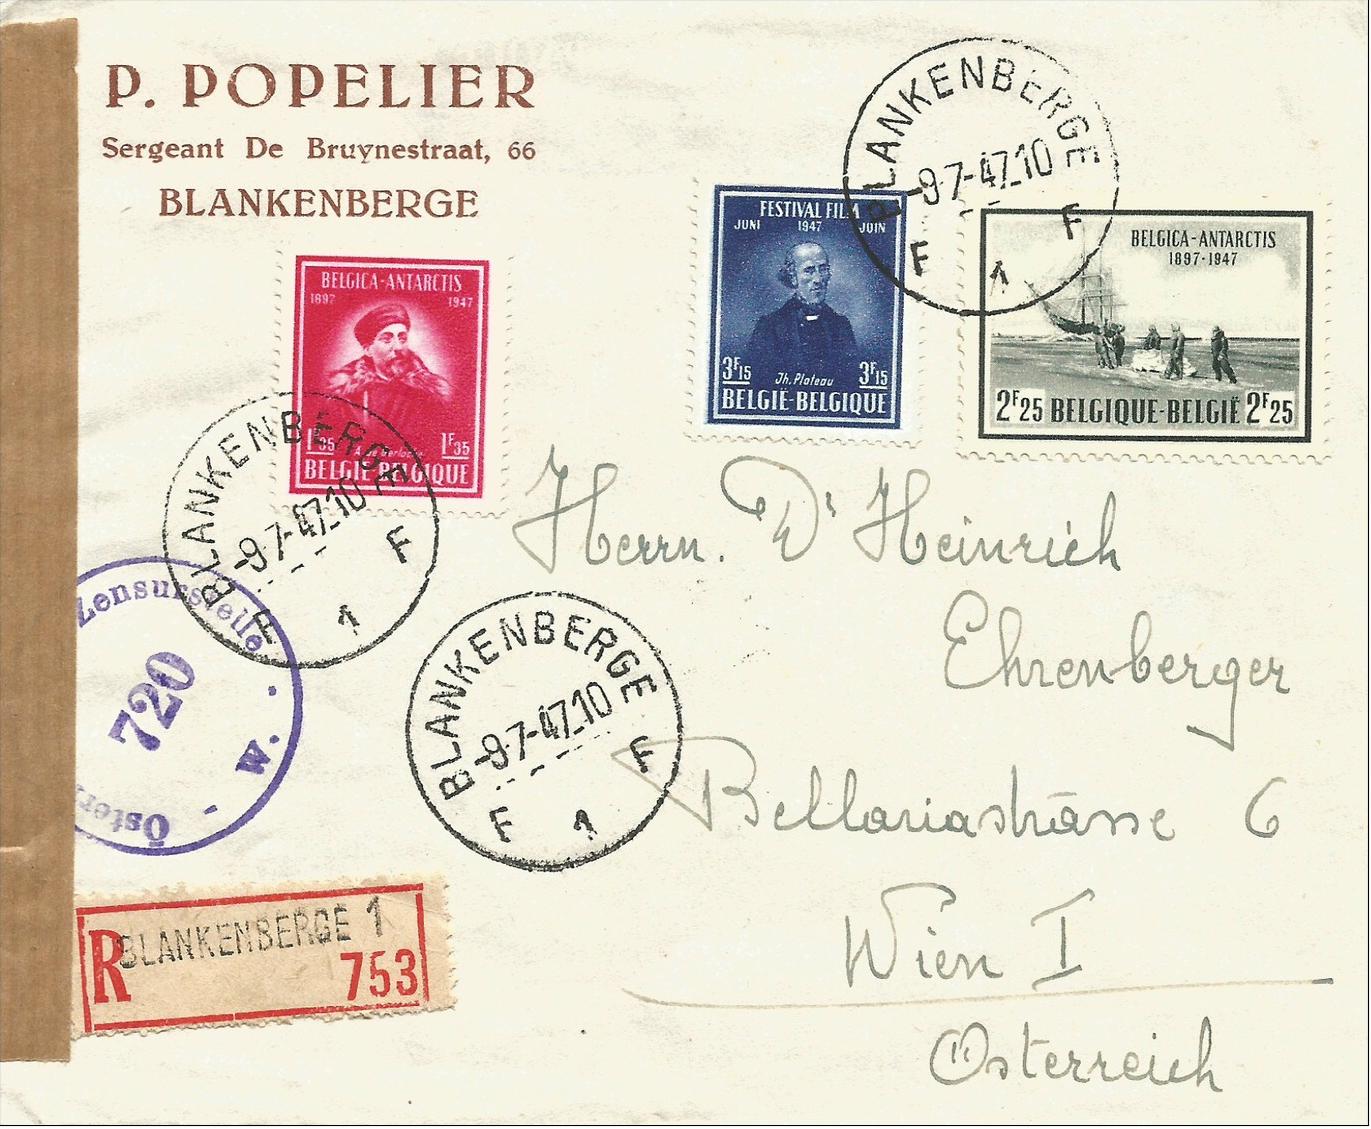 P. POPELIER
Sergeant De Bruynestraat, 66
BLANKENBERGE
BELGICA-ANTARCTIS
1897 1947
1F35 1F35
BELGIË-BELGIQUE
FESTIVAL FILM
JUNI 1947 JUIN
3F15 3F15
Jh. Plateau
BELGIË-BELGIQUE
BELGICA-ANTARCTIS
1897-1947
2F25 BELGIQUE-BELGIË 2F25
BLANKENBERGE
-9-7-47.10
F 1 F
BLANKENBERGE
-9-7-47.10
F 1 F
BLANKENBERGE
-9-7-47.10
F 1 F
Zensurstelle
720
W.
R BLANKENBERGE 1
753
Herrn. Dr Heinrich
Ehrenberger
Bellariastrasse 6
Wien I
Österreich